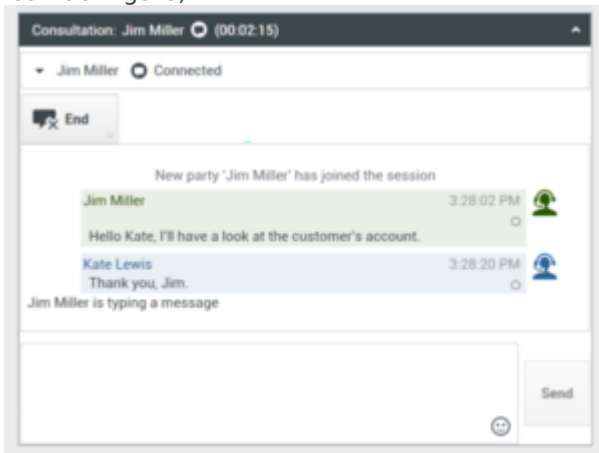 Consultation: Jim Miller (00:02:15)
Jim Miller Connected
End
New party 'Jim Miller' has joined the session
Jim Miller 3:28:02 PM
Hello Kate, I'll have a look at the customer's account.
Kate Lewis 3:28:20 PM
Thank you, Jim.
Jim Miller is typing a message
Send